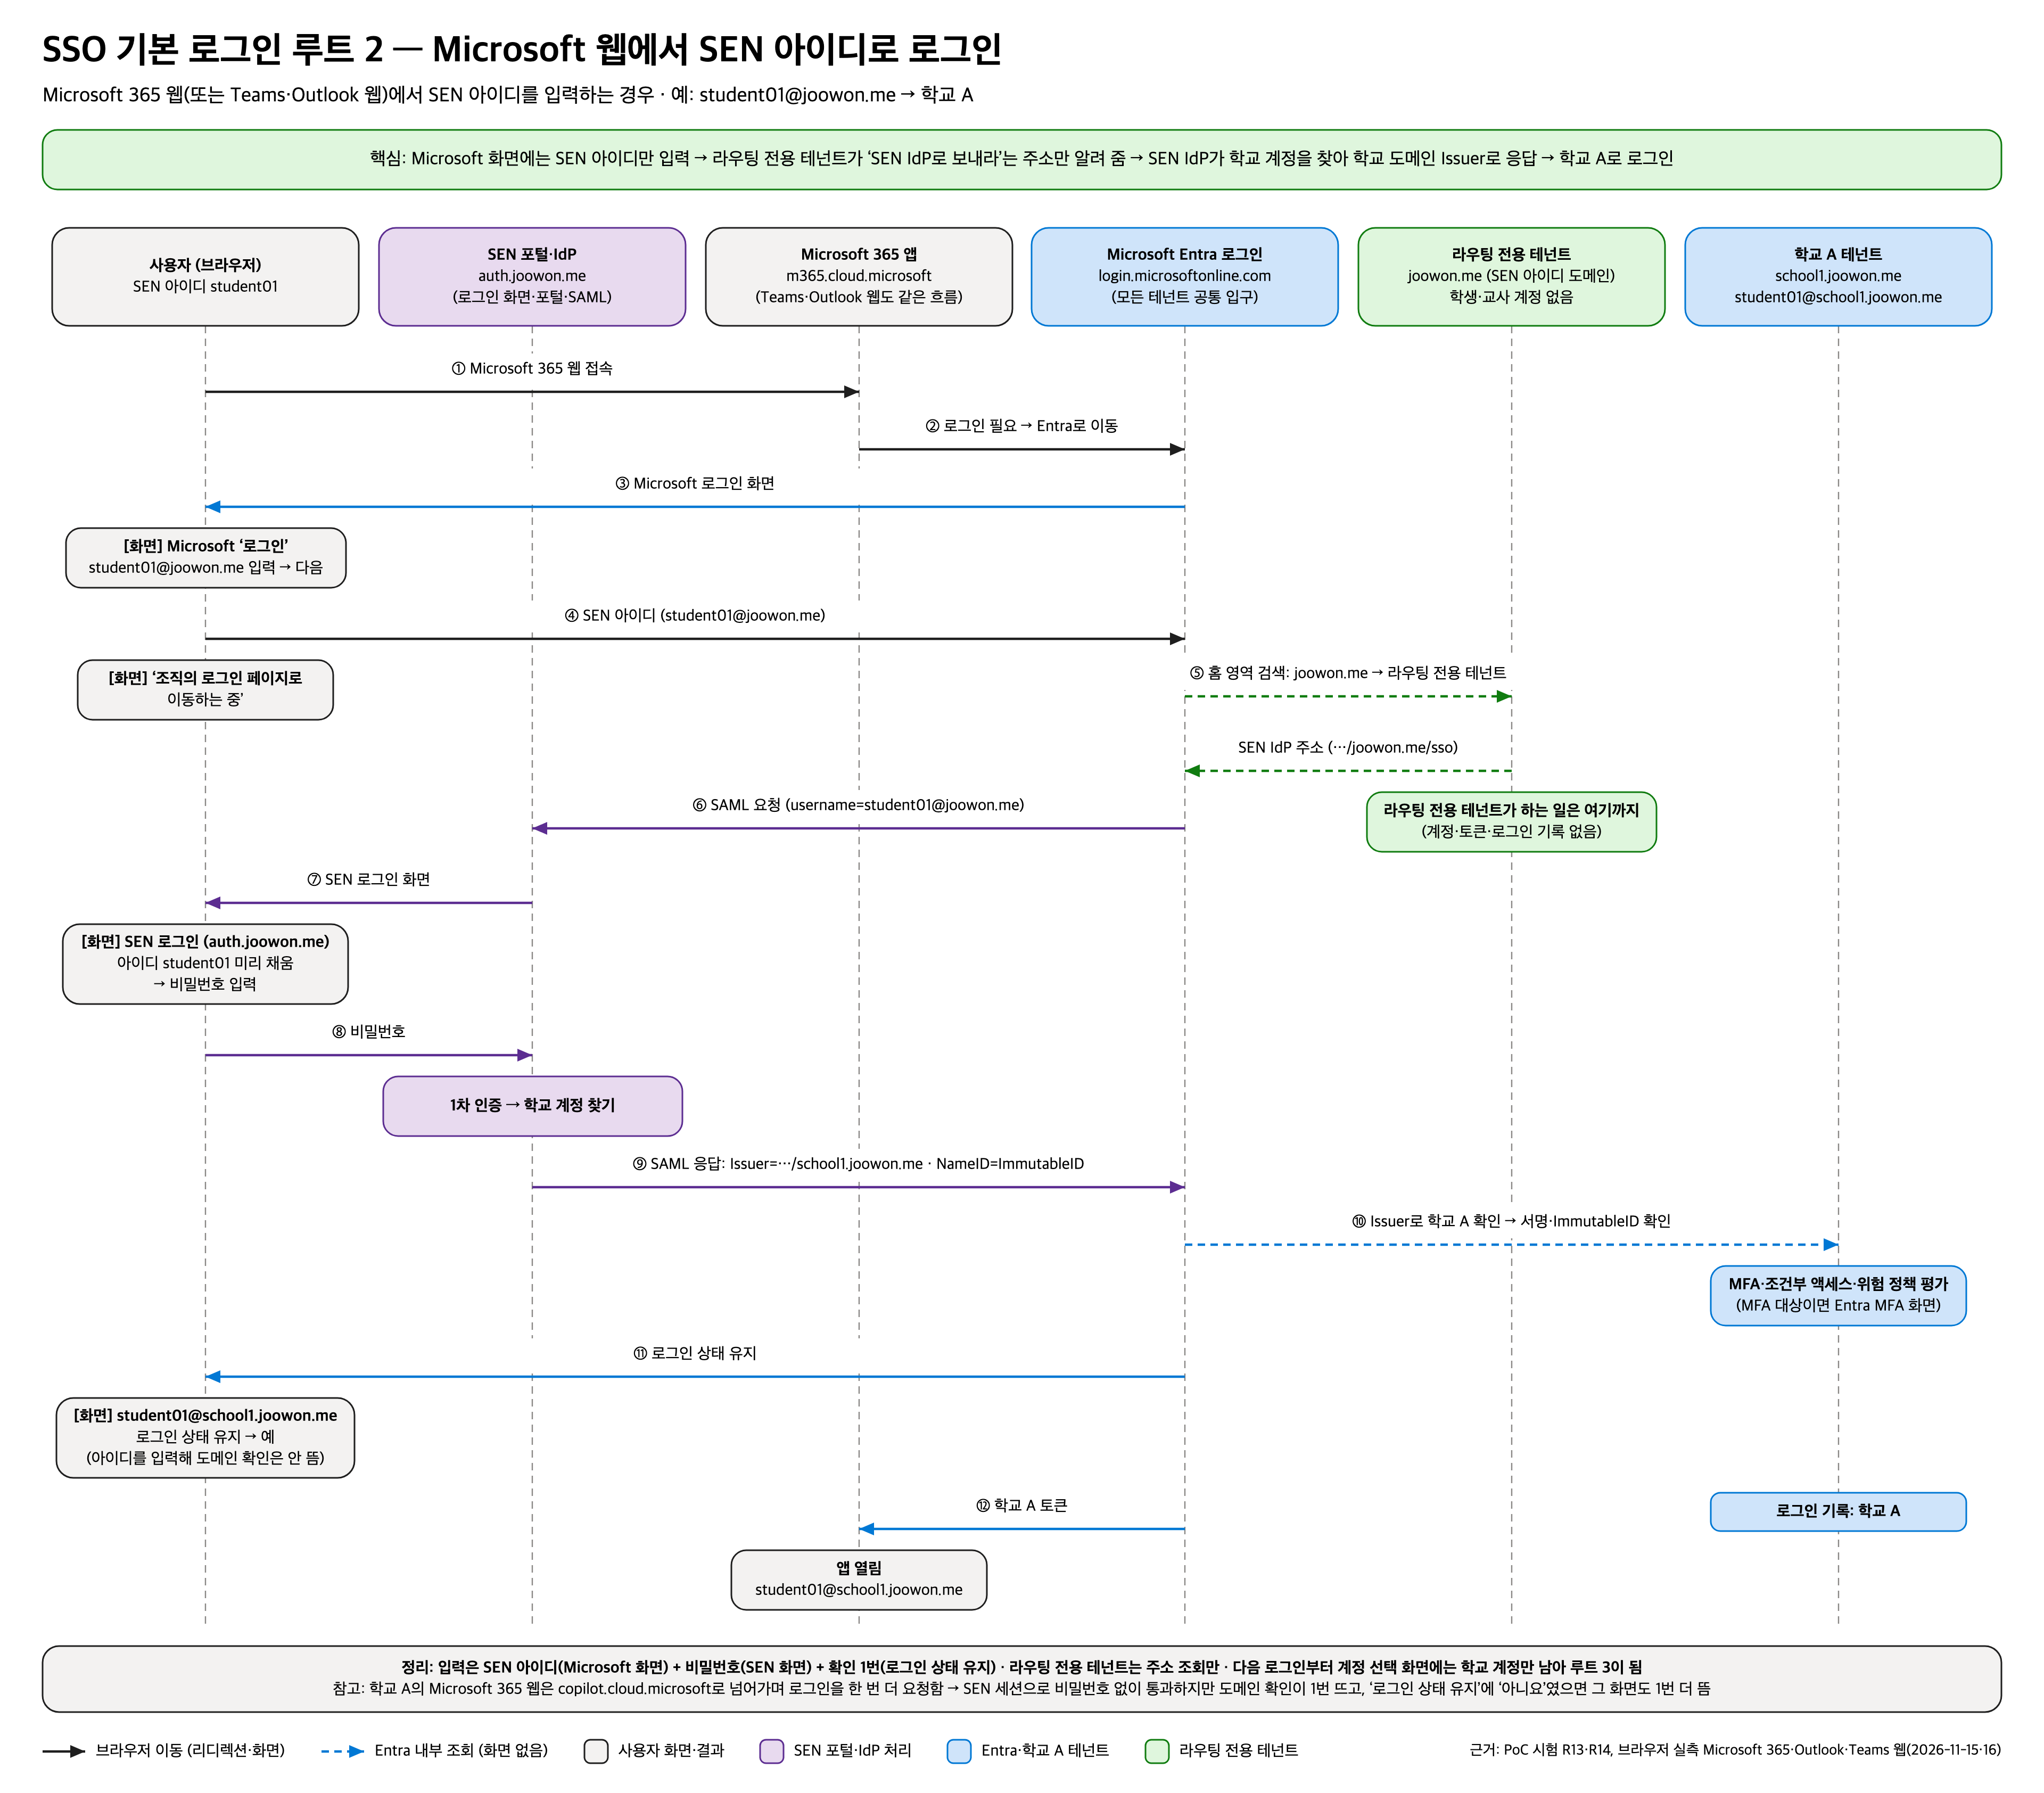 SSO 기본 로그인 루트 2 — Microsoft 웹에서 SEN 아이디로 로그인
Microsoft 365 웹(또는 Teams·Outlook 웹)에서 SEN 아이디를 입력하는 경우 · 예: student01@joowon.me → 학교 A
핵심: Microsoft 화면에는 SEN 아이디만 입력 → 라우팅 전용 테넌트가 ‘SEN IdP로 보내라’는 주소만 알려 줌 → SEN IdP가 학교 계정을 찾아 학교 도메인 Issuer로 응답 → 학교 A로 로그인
사용자 (브라우저)
SEN 아이디 student01
SEN 포털·IdP
auth.joowon.me
(로그인 화면·포털·SAML)
Microsoft 365 앱
m365.cloud.microsoft
(Teams·Outlook 웹도 같은 흐름)
Microsoft Entra 로그인
login.microsoftonline.com
(모든 테넌트 공통 입구)
라우팅 전용 테넌트
joowon.me (SEN 아이디 도메인)
학생·교사 계정 없음
학교 A 테넌트
school1.joowon.me
student01@school1.joowon.me
① Microsoft 365 웹 접속
② 로그인 필요 → Entra로 이동
③ Microsoft 로그인 화면
[화면] Microsoft ‘로그인’
student01@joowon.me 입력 → 다음
④ SEN 아이디 (student01@joowon.me)
[화면] ‘조직의 로그인 페이지로
이동하는 중’
⑤ 홈 영역 검색: joowon.me → 라우팅 전용 테넌트
SEN IdP 주소 (…/joowon.me/sso)
⑥ SAML 요청 (username=student01@joowon.me)
라우팅 전용 테넌트가 하는 일은 여기까지
(계정·토큰·로그인 기록 없음)
⑦ SEN 로그인 화면
[화면] SEN 로그인 (auth.joowon.me)
아이디 student01 미리 채움
→ 비밀번호 입력
⑧ 비밀번호
1차 인증 → 학교 계정 찾기
⑨ SAML 응답: Issuer=…/school1.joowon.me · NameID=ImmutableID
⑩ Issuer로 학교 A 확인 → 서명·ImmutableID 확인
MFA·조건부 액세스·위험 정책 평가
(MFA 대상이면 Entra MFA 화면)
⑪ 로그인 상태 유지
[화면] student01@school1.joowon.me
로그인 상태 유지 → 예
(아이디를 입력해 도메인 확인은 안 뜸)
⑫ 학교 A 토큰
로그인 기록: 학교 A
앱 열림
student01@school1.joowon.me
정리: 입력은 SEN 아이디(Microsoft 화면) + 비밀번호(SEN 화면) + 확인 1번(로그인 상태 유지) · 라우팅 전용 테넌트는 주소 조회만 · 다음 로그인부터 계정 선택 화면에는 학교 계정만 남아 루트 3이 됨
참고: 학교 A의 Microsoft 365 웹은 copilot.cloud.microsoft로 넘어가며 로그인을 한 번 더 요청함 → SEN 세션으로 비밀번호 없이 통과하지만 도메인 확인이 1번 뜨고, ‘로그인 상태 유지’에 ‘아니요’였으면 그 화면도 1번 더 뜸
브라우저 이동 (리디렉션·화면)
Entra 내부 조회 (화면 없음)
사용자 화면·결과
SEN 포털·IdP 처리
Entra·학교 A 테넌트
라우팅 전용 테넌트
근거: PoC 시험 R13·R14, 브라우저 실측 Microsoft 365·Outlook·Teams 웹(2026-11-15·16)